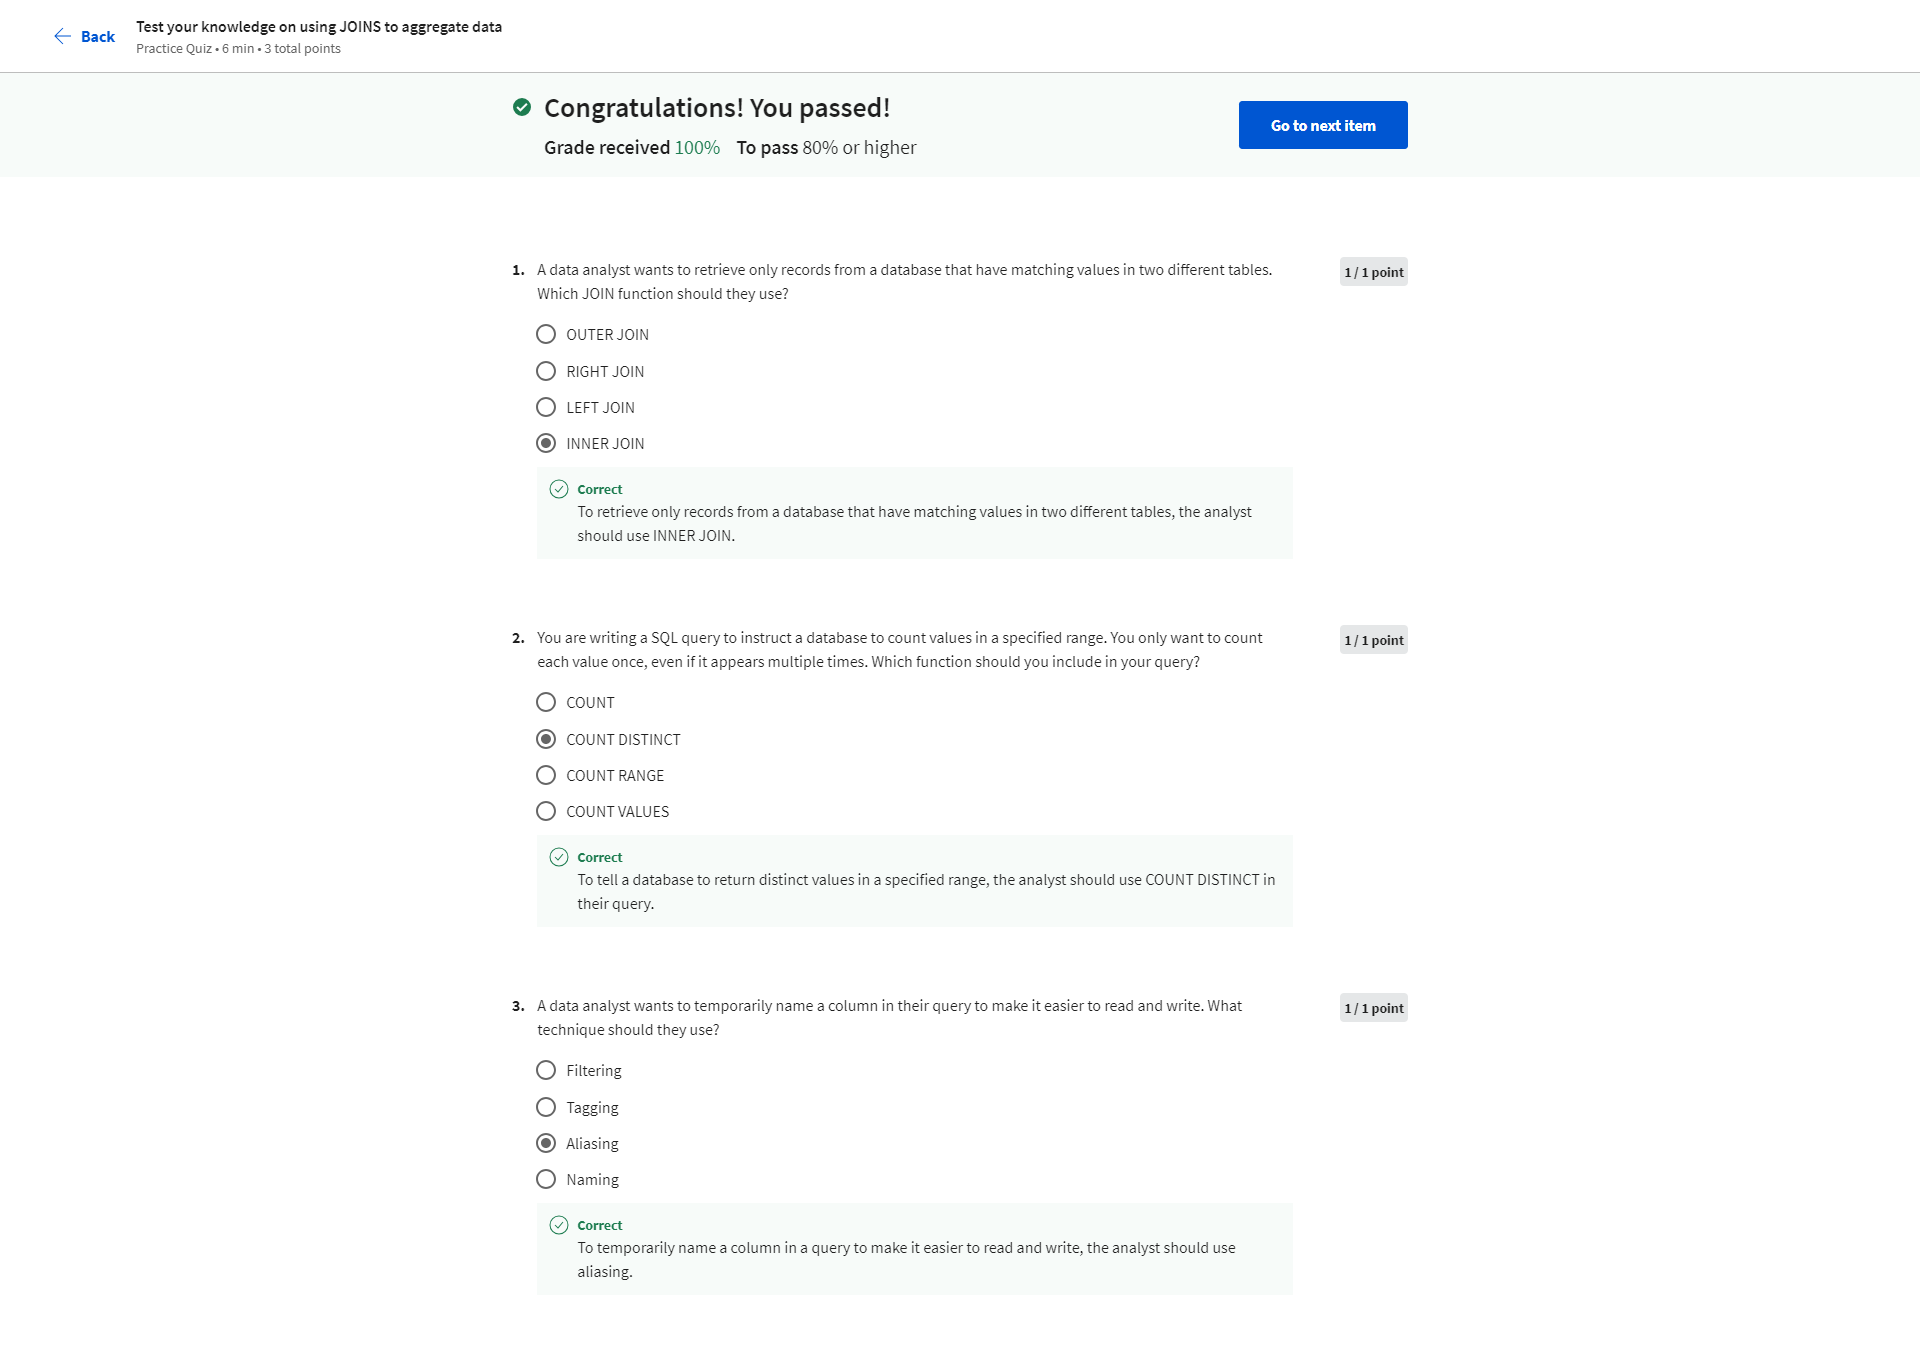 Back
Test your knowledge on using JOINS to aggregate data
Practice Quiz • 6 min • 3 total points
Congratulations! You passed!
Grade received 100% To pass 80% or higher
Go to next item
1. A data analyst wants to retrieve only records from a database that have matching values in two different tables.
Which JOIN function should they use?
1 / 1 point
OUTER JOIN
RIGHT JOIN
LEFT JOIN
INNER JOIN
Correct
To retrieve only records from a database that have matching values in two different tables, the analyst
should use INNER JOIN.
2. You are writing a SQL query to instruct a database to count values in a specified range. You only want to count
each value once, even if it appears multiple times. Which function should you include in your query?
1 / 1 point
COUNT
COUNT DISTINCT
COUNT RANGE
COUNT VALUES
Correct
To tell a database to return distinct values in a specified range, the analyst should use COUNT DISTINCT in
their query.
3. A data analyst wants to temporarily name a column in their query to make it easier to read and write. What
technique should they use?
1 / 1 point
Filtering
Tagging
Aliasing
Naming
Correct
To temporarily name a column in a query to make it easier to read and write, the analyst should use
aliasing.